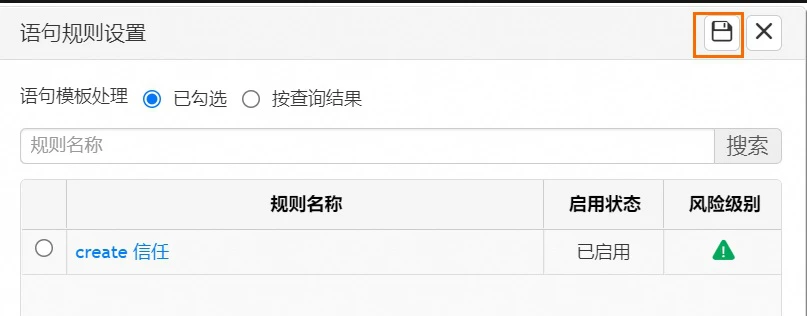 语句规则设置
语句模板处理 已勾选 按查询结果
规则名称 搜索
规则名称 启用状态 风险级别
create 信任 已启用